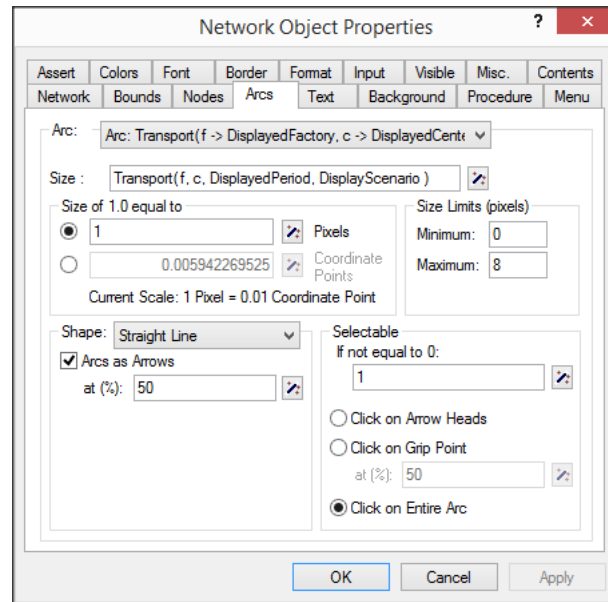 Network Object Properties
? ×
Assert Colors Font Border Format Input Visible Misc. Contents
Network Bounds Nodes Arcs Text Background Procedure Menu
Arc: Arc: Transport(f -> DisplayedFactory, c -> DisplayedCente
Size : Transport(f, c, DisplayedPeriod, DisplayScenario )
Size of 1.0 equal to
1 Pixels
0.005942269525 Coordinate
Points
Current Scale: 1 Pixel = 0.01 Coordinate Point
Size Limits (pixels)
Minimum: 0
Maximum: 8
Shape: Straight Line
Arcs as Arrows
at (%): 50
Selectable
If not equal to 0:
1
Click on Arrow Heads
Click on Grip Point
at (%): 50
Click on Entire Arc
OK Cancel Apply